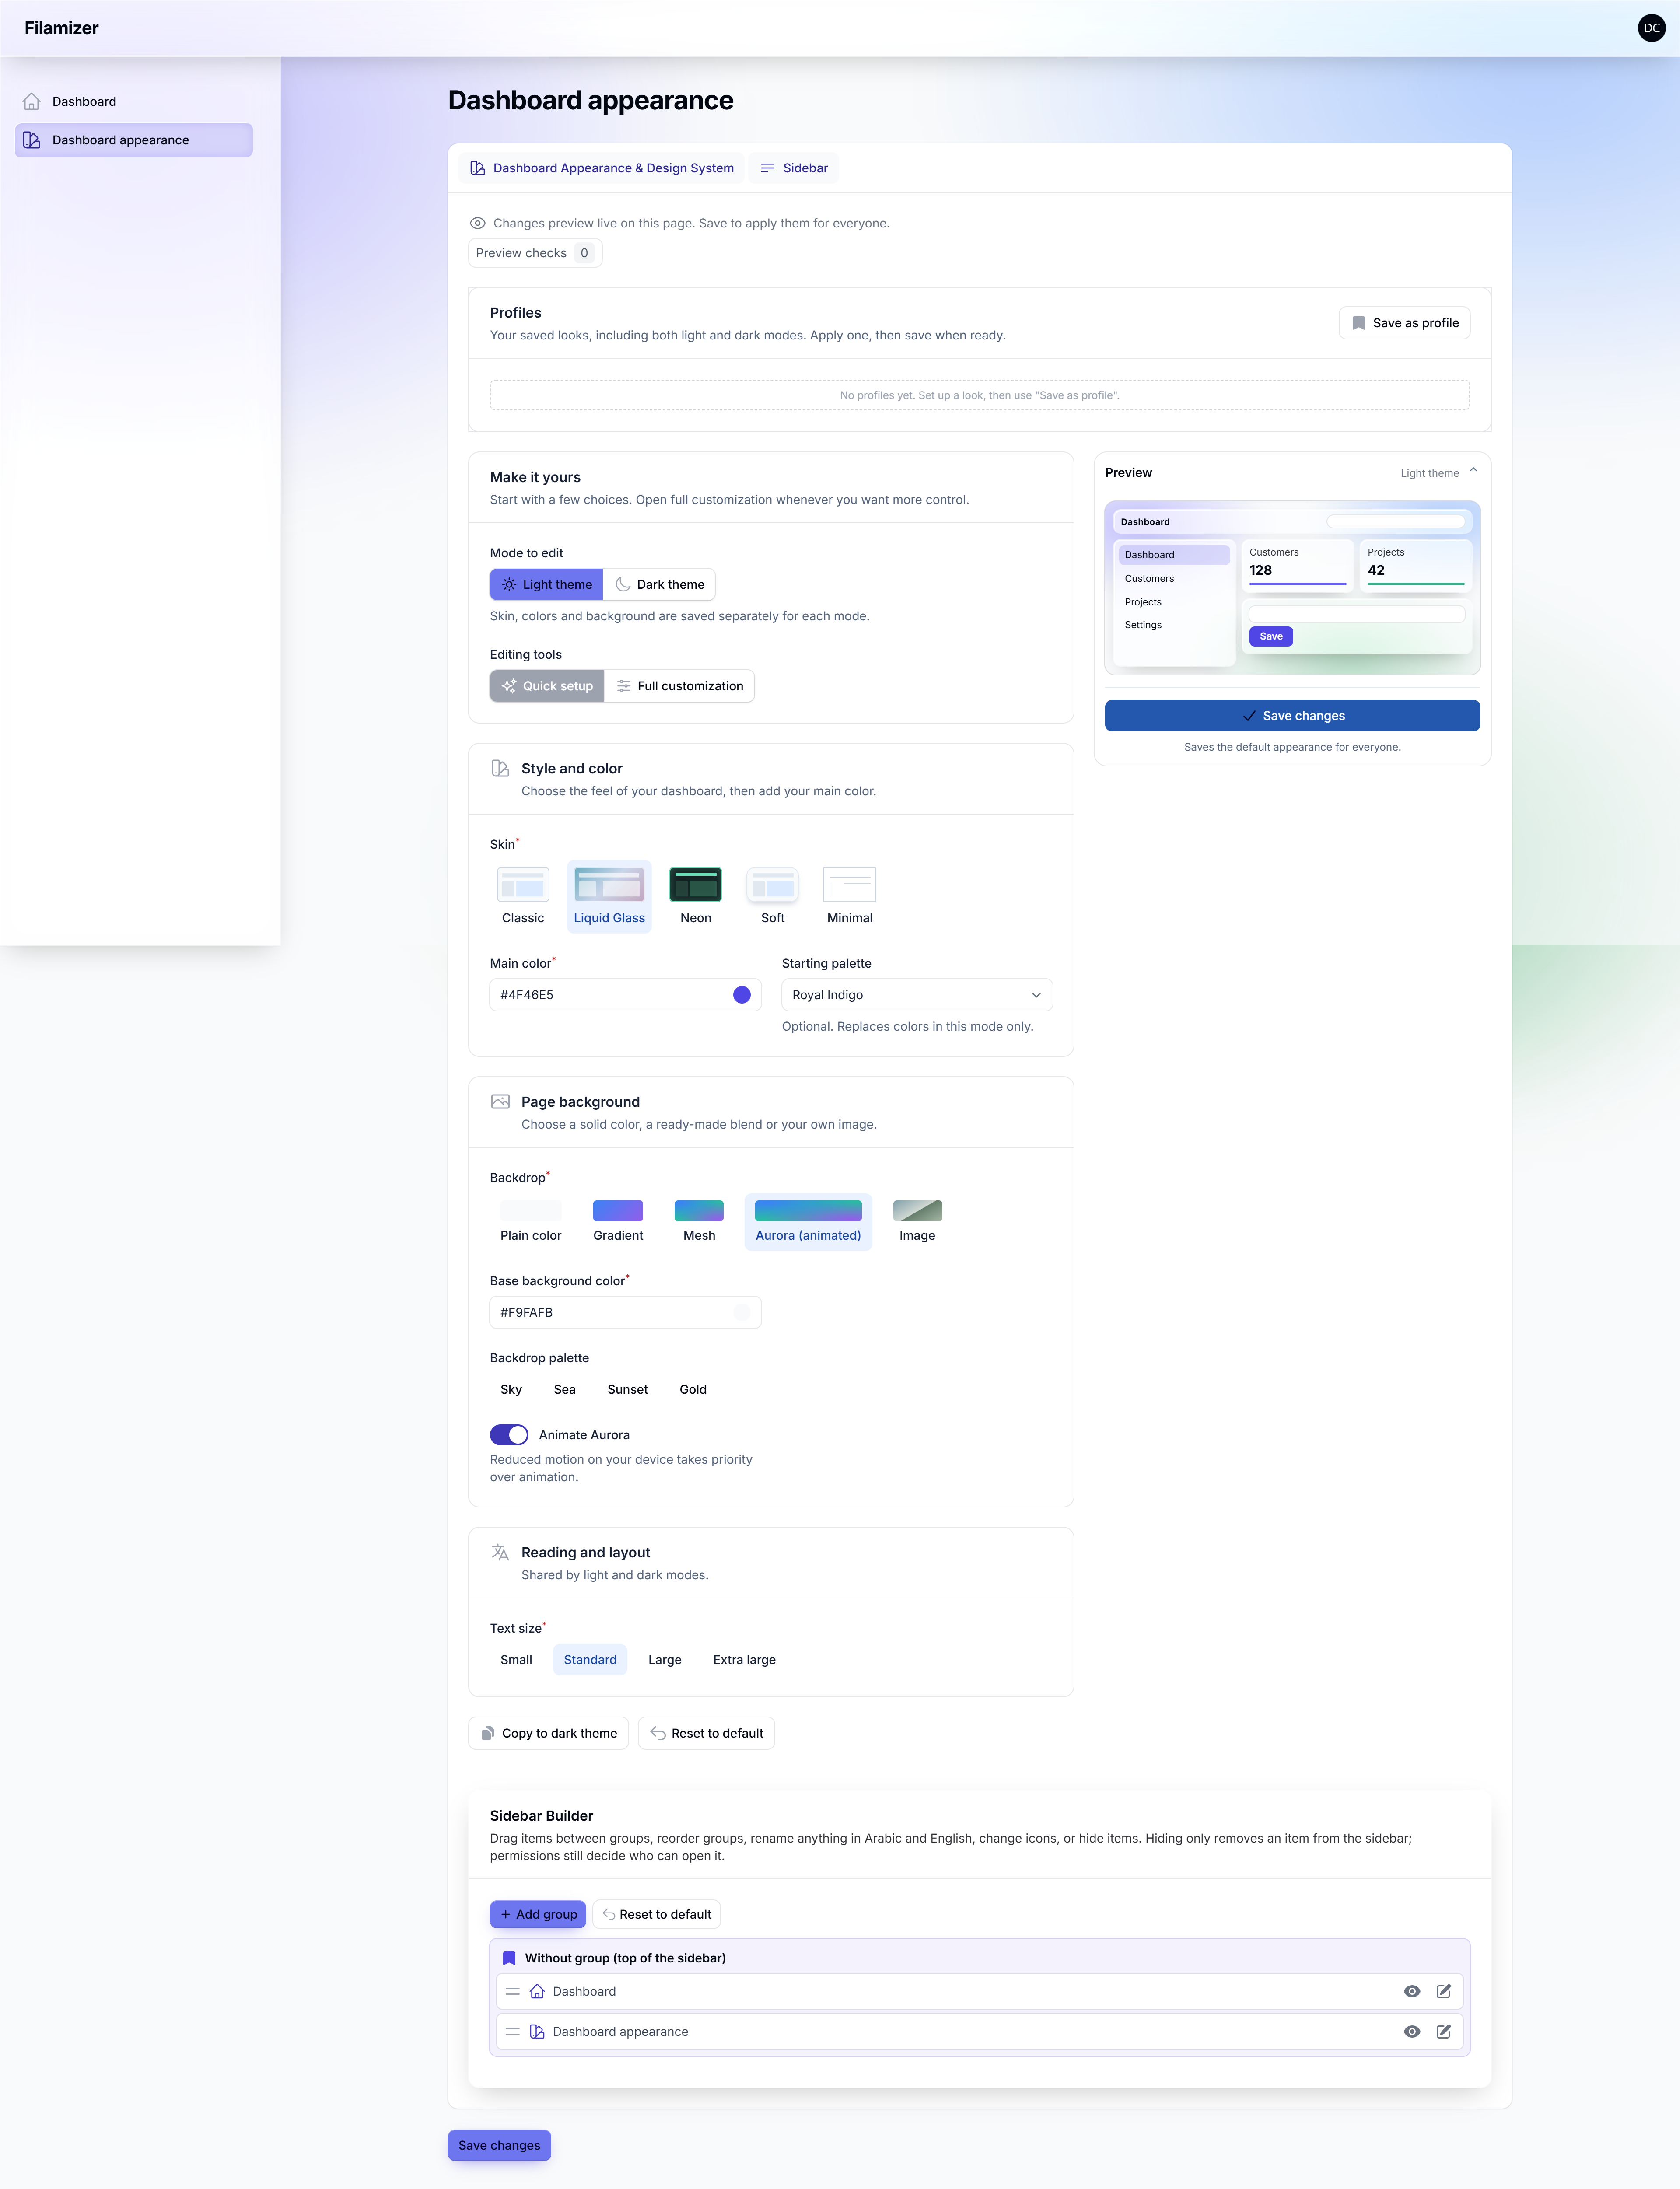 Filamizer
DC
Dashboard
Dashboard appearance
Dashboard appearance
Dashboard Appearance & Design System
Sidebar
Changes preview live on this page. Save to apply them for everyone.
Preview checks 0
Profiles
Your saved looks, including both light and dark modes. Apply one, then save when ready.
Save as profile
No profiles yet. Set up a look, then use "Save as profile".
Make it yours
Start with a few choices. Open full customization whenever you want more control.
Mode to edit
Light theme
Dark theme
Skin, colors and background are saved separately for each mode.
Editing tools
Quick setup
Full customization
Preview
Light theme
Dashboard
Dashboard
Customers
Projects
Settings
Customers
128
Projects
42
Save
Save changes
Saves the default appearance for everyone.
Style and color
Choose the feel of your dashboard, then add your main color.
Skin*
Classic
Liquid Glass
Neon
Soft
Minimal
Main color*
#4F46E5
Starting palette
Royal Indigo
Optional. Replaces colors in this mode only.
Page background
Choose a solid color, a ready-made blend or your own image.
Backdrop*
Plain color
Gradient
Mesh
Aurora (animated)
Image
Base background color*
#F9FAFB
Backdrop palette
Sky
Sea
Sunset
Gold
Animate Aurora
Reduced motion on your device takes priority
over animation.
Reading and layout
Shared by light and dark modes.
Text size*
Small
Standard
Large
Extra large
Copy to dark theme
Reset to default
Sidebar Builder
Drag items between groups, reorder groups, rename anything in Arabic and English, change icons, or hide items. Hiding only removes an item from the sidebar;
permissions still decide who can open it.
+ Add group
Reset to default
Without group (top of the sidebar)
Dashboard
Dashboard appearance
Save changes